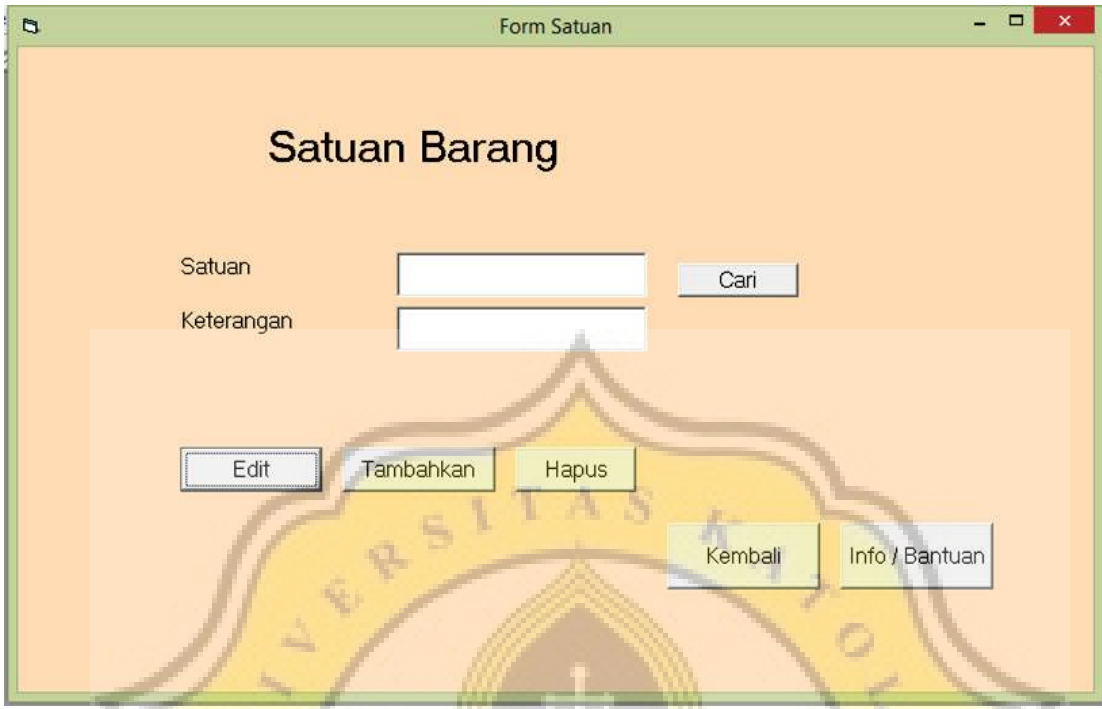 Form Satuan
Satuan Barang
Satuan
Cari
Keterangan
Edit Tambahkan Hapus
Kembali Info / Bantuan